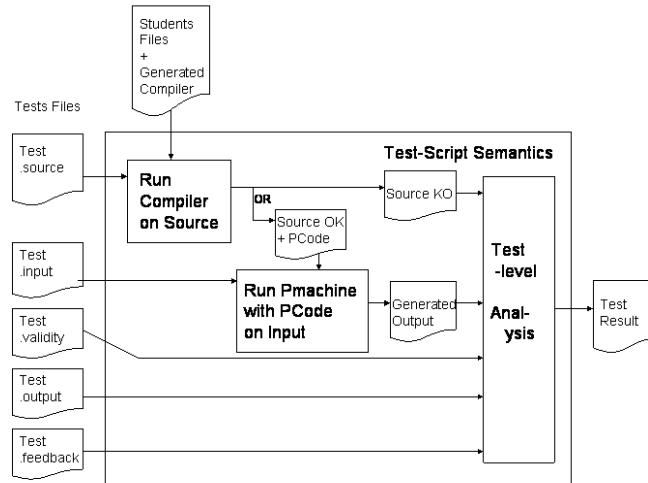 Students
Files
+
Generated
Compiler
Tests Files
Test
.source
Test-Script Semantics
Run
Compiler
on Source
OR
Source KO
Source OK
+ PCode
Test
-level
Anal-
ysis
Test
.input
Run Pmachine
with PCode
on Input
Generated
Output
Test
Result
Test
.validity
Test
.output
Test
.feedback